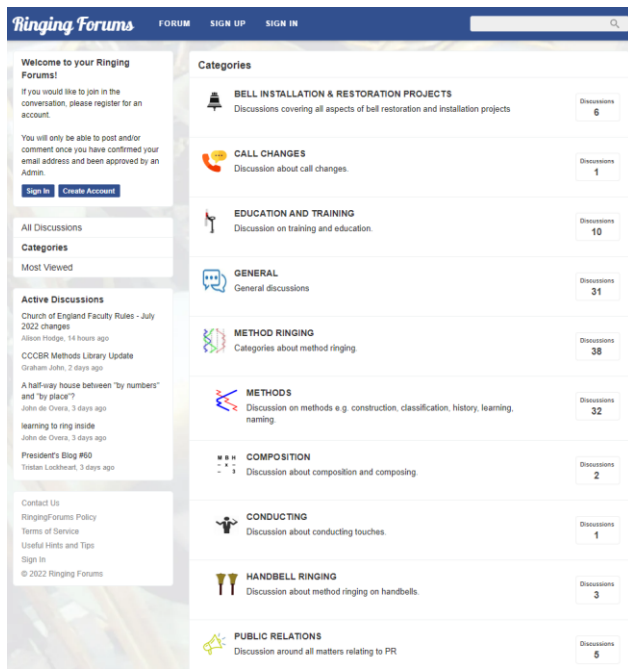 Ringing Forums
FORUM SIGN UP SIGN IN
Welcome to your Ringing
Forums!
If you would like to join in the
conversation, please register for an
account.
You will only be able to post and/or
comment once you have confirmed your
email address and been approved by an
Admin.
Sign In Create Account
All Discussions
Categories
Most Viewed
Active Discussions
Church of England Faculty Rules - July
2022 changes
Alison Hodge, 14 hours ago
CCCBR Methods Library Update
Graham John, 2 days ago
A half-way house between "by numbers"
and "by place"?
John de Overa, 3 days ago
learning to ring inside
John de Overa, 3 days ago
President's Blog #60
Tristan Lockheart, 3 days ago
Contact Us
RingingForums Policy
Terms of Service
Useful Hints and Tips
Sign In
© 2022 Ringing Forums
Categories
BELL INSTALLATION & RESTORATION PROJECTS
Discussions covering all aspects of bell restoration and installation projects
Discussions
6
CALL CHANGES
Discussion about call changes.
Discussions
1
EDUCATION AND TRAINING
Discussion on training and education.
Discussions
10
GENERAL
General discussions
Discussions
31
METHOD RINGING
Categories about method ringing.
Discussions
38
METHODS
Discussion on methods e.g. construction, classification, history, learning,
naming.
Discussions
32
W B H
- x -
- 3
COMPOSITION
Discussion about composition and composing.
Discussions
2
CONDUCTING
Discussion about conducting touches.
Discussions
1
HANDBELL RINGING
Discussion about method ringing on handbells.
Discussions
3
PUBLIC RELATIONS
Discussion around all matters relating to PR
Discussions
5